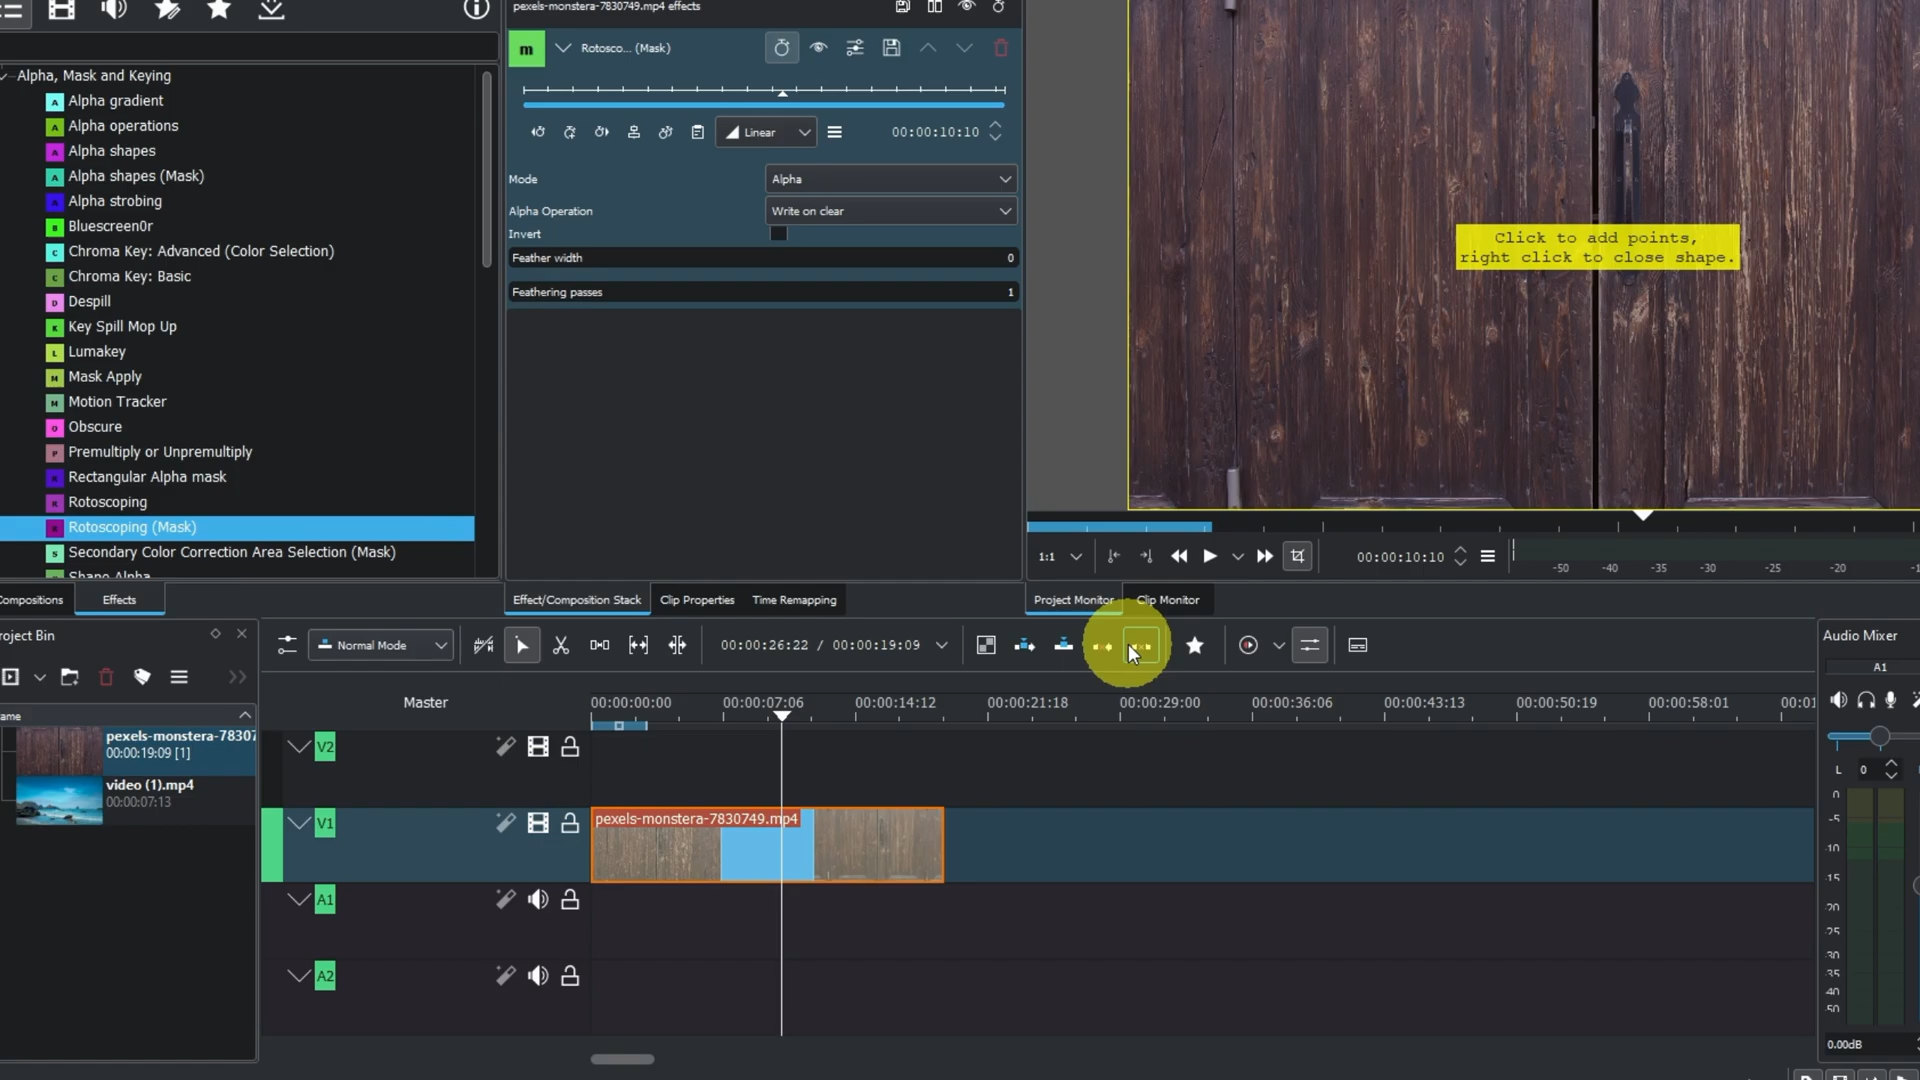 pexels-monstera-7830749.mp4 effects
m
Rotosco... (Mask)
Alpha, Mask and Keying
Alpha gradient
Alpha operations
Alpha shapes
Alpha shapes (Mask)
Alpha strobing
Bluescreen0r
Chroma Key: Advanced (Color Selection)
Chroma Key: Basic
Despill
Key Spill Mop Up
Lumakey
Mask Apply
Motion Tracker
Obscure
Premultiply or Unpremultiply
Rectangular Alpha mask
Rotoscoping
Rotoscoping (Mask)
Secondary Color Correction Area Selection (Mask)
Shape Alpha
Linear
00:00:10:10
Mode
Alpha
Alpha Operation
Write on clear
Invert
Feather width
0
Feathering passes
1
Click to add points,
right click to close shape.
1:1
00:00:10:10
-50
-40
-35
-30
-25
-20
ompositions
Effects
Effect/Composition Stack
Clip Properties
Time Remapping
Project Monitor
Clip Monitor
roject Bin
Normal Mode
00:00:26:22 / 00:00:19:09
Audio Mixer
A1
ame
pexels-monstera-7830
00:00:19:09 [1]
video (1).mp4
00:00:07:13
Master
00:00:00:00
00:00:07:06
00:00:14:12
00:00:21:18
00:00:29:00
00:00:36:06
00:00:43:13
00:00:50:19
00:00:58:01
00:01
V2
V1
pexels-monstera-7830749.mp4
A1
A2
L
0
0
-5
-10
-15
-20
-25
-30
-35
-40
-50
0.00dB